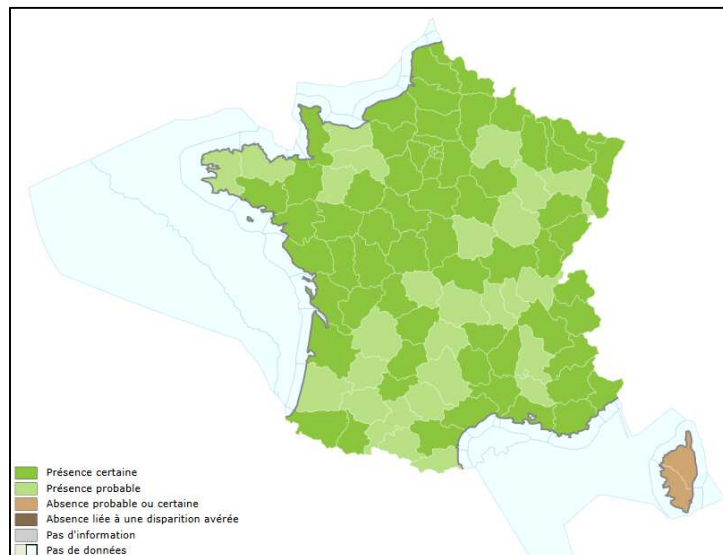 Présence certaine
Présence probable
Absence probable ou certaine
Absence liée à une disparition avérée
Pas d'information
Pas de données